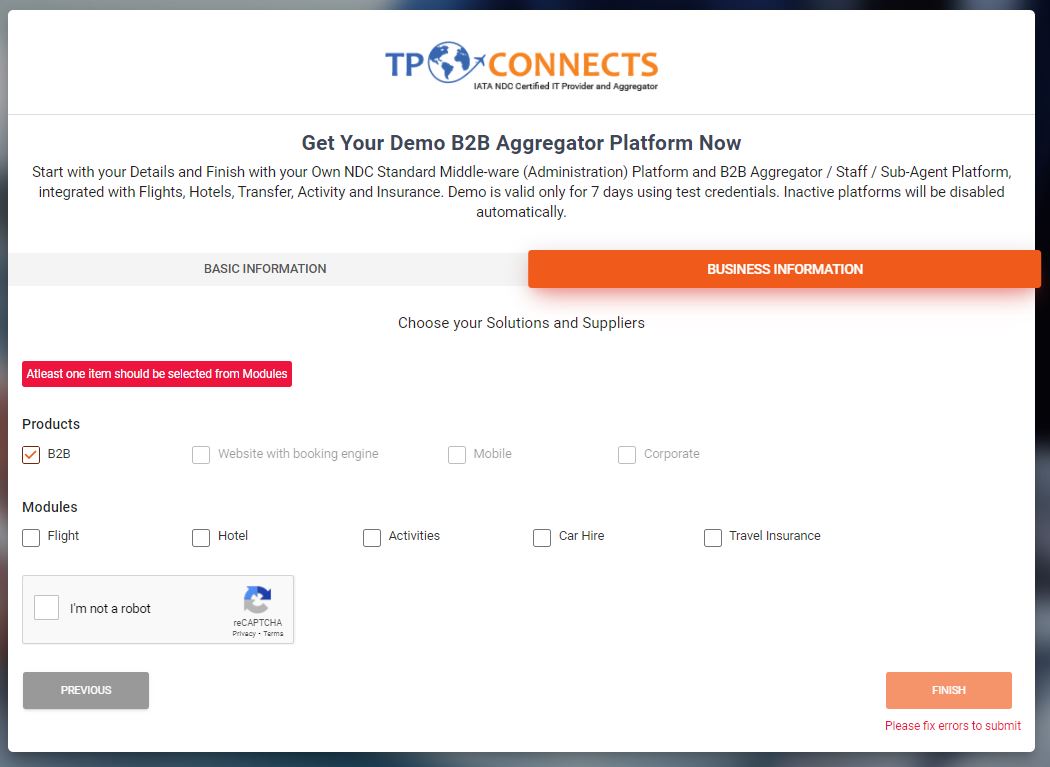 TP CONNECTS
IATA NDC Certified IT Provider and Aggregator
Get Your Demo B2B Aggregator Platform Now
Start with your Details and Finish with your Own NDC Standard Middle-ware (Administration) Platform and B2B Aggregator / Staff / Sub-Agent Platform,
integrated with Flights, Hotels, Transfer, Activity and Insurance. Demo is valid only for 7 days using test credentials. Inactive platforms will be disabled
automatically.
BASIC INFORMATION
BUSINESS INFORMATION
Choose your Solutions and Suppliers
Atleast one item should be selected from Modules
Products
B2B
Website with booking engine
Mobile
Corporate
Modules
Flight
Hotel
Activities
Car Hire
Travel Insurance
I'm not a robot
reCAPTCHA
Privacy - Terms
PREVIOUS
FINISH
Please fix errors to submit